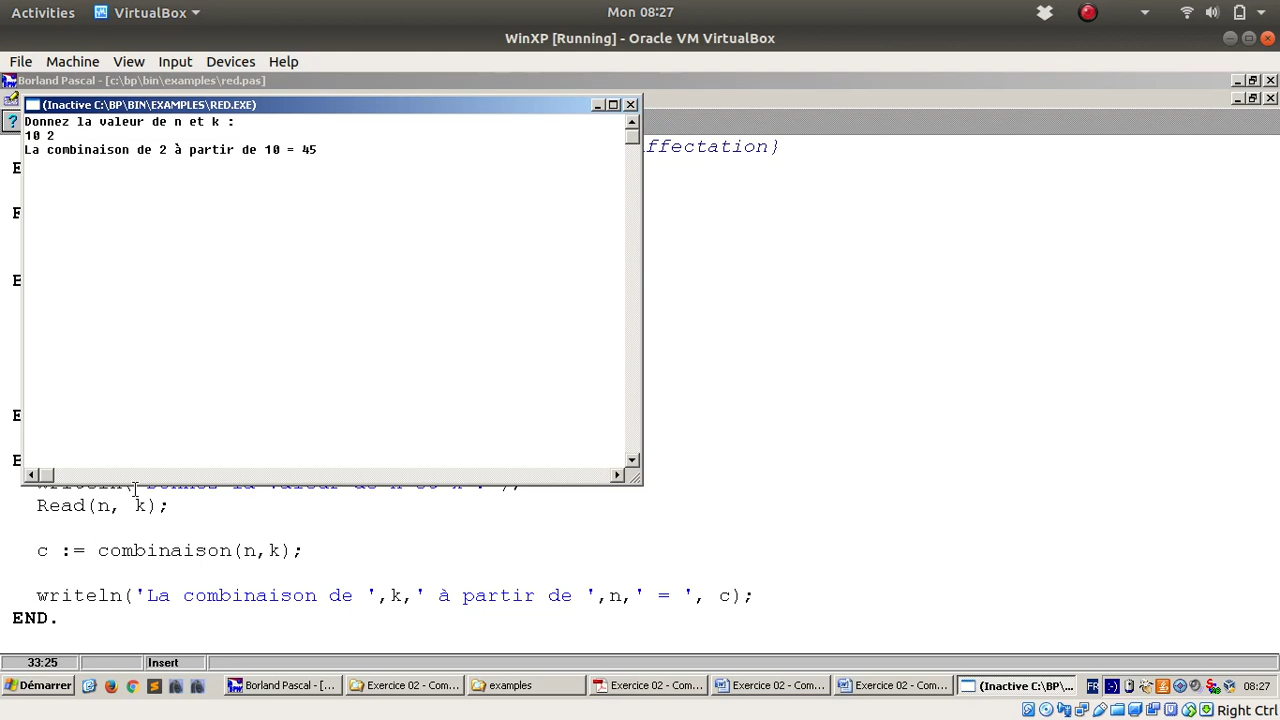 Activities VirtualBox Mon 08:27
WinXP [Running] - Oracle VM VirtualBox
File Machine View Input Devices Help
Borland Pascal - [c:\bp\bin\examples\red.pas]
(Inactive C:\BP\BIN\EXAMPLES\RED.EXE)
Donnez la valeur de n et k :
10 2
La combinaison de 2 à partir de 10 = 45
ffectation}
E
E
E
E
Read(n, k);
c := combinaison(n,k);
writeln('La combinaison de ',k,' à partir de ',n,' = ', c);
END.
33:25 Insert
Démarrer Borland Pascal - [... Exercice 02 - Com... examples Exercice 02 - Com... Exercice 02 - Com... Exercice 02 - Com... (Inactive C:\BP\... FR 08:27
Right Ctrl